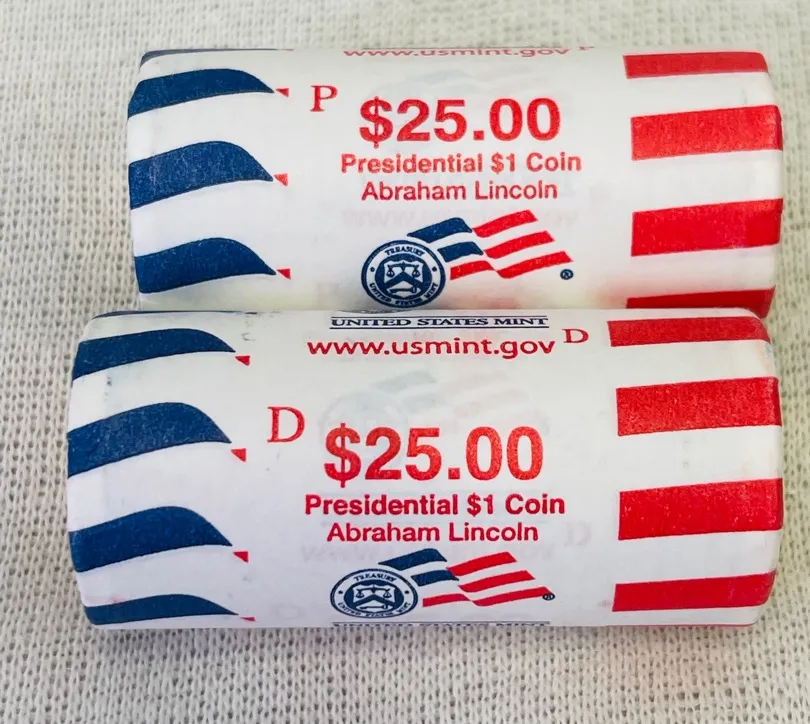 www.usmint.gov P
P
$25.00
Presidential $1 Coin
Abraham Lincoln
TREASURY
UNITED STATES MINT
®
UNITED STATES MINT
www.usmint.gov D
D
$25.00
Presidential $1 Coin
Abraham Lincoln
TREASURY
UNITED STATES MINT
®